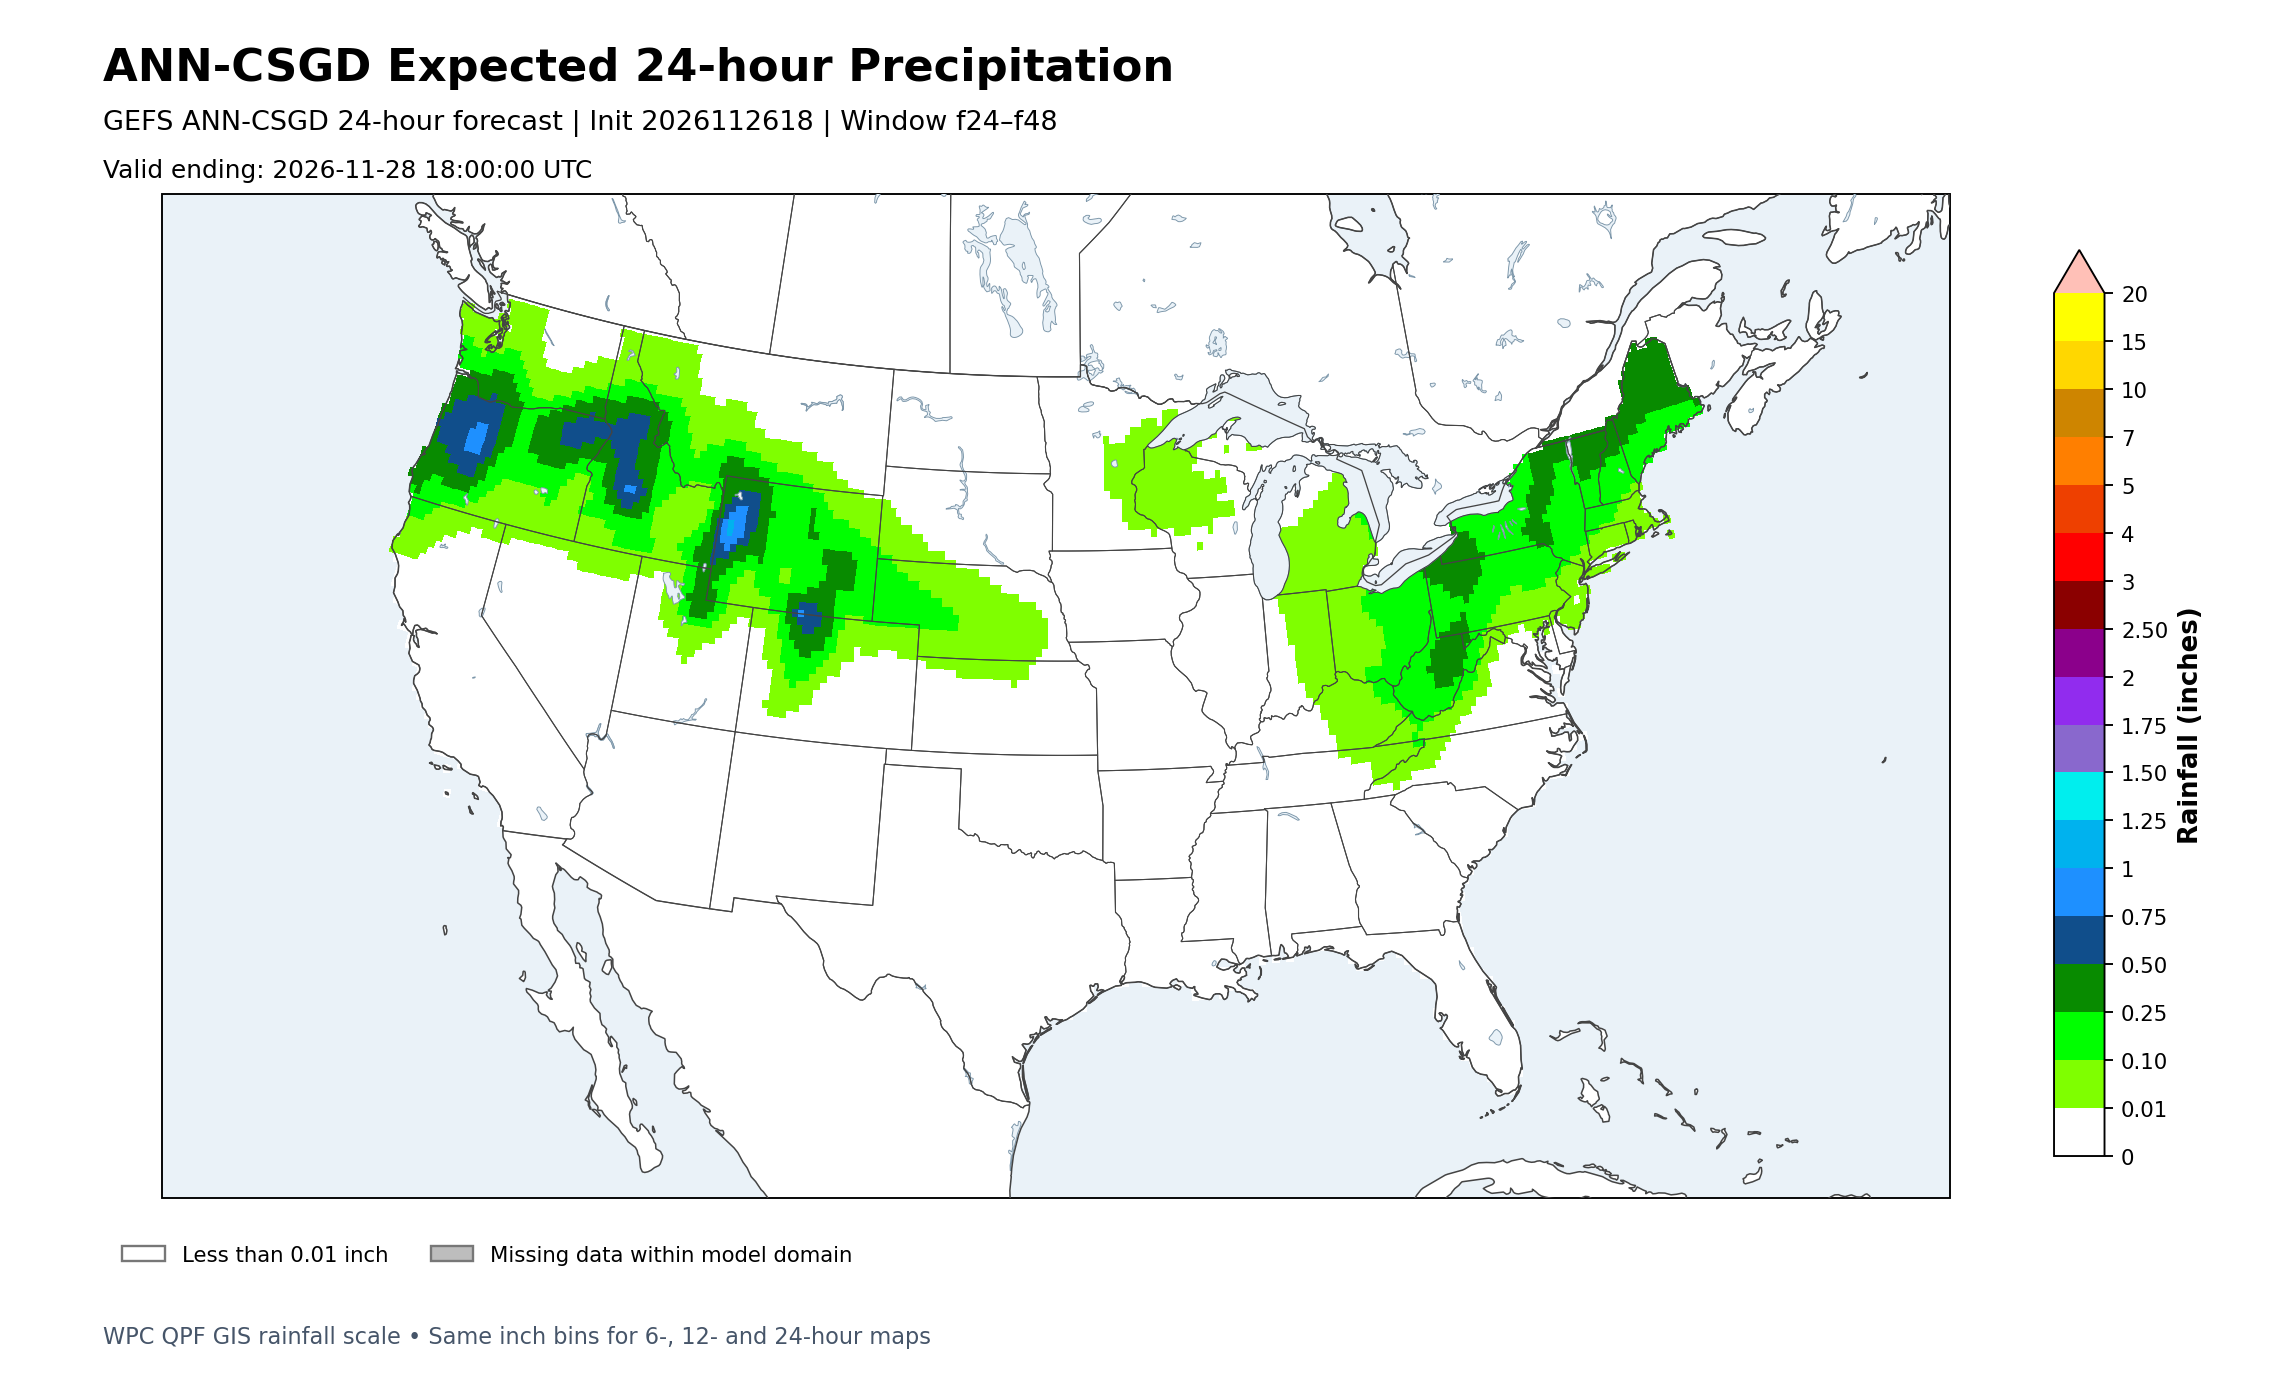 ANN-CSGD Expected 24-hour Precipitation
GEFS ANN-CSGD 24-hour forecast | Init 2026112618 | Window f24–f48
Valid ending: 2026-11-28 18:00:00 UTC
20
15
10
7
5
4
3
2.50
2
1.75
1.50
1.25
1
0.75
0.50
0.25
0.10
0.01
0
Rainfall (inches)
Less than 0.01 inch
Missing data within model domain
WPC QPF GIS rainfall scale • Same inch bins for 6-, 12- and 24-hour maps